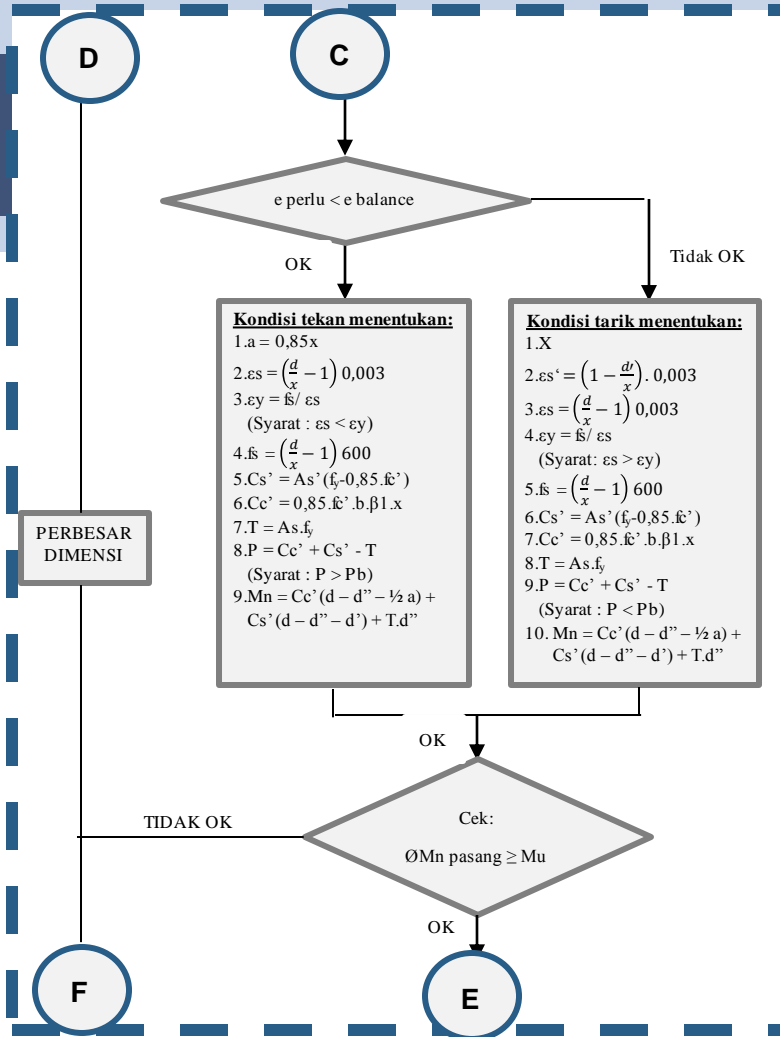 D
C
e perlu < e balance
OK
Tidak OK
Kondisi tekan menentukan:
1.a = 0,85x
2.εs = (d/x − 1) 0,003
3.εy = fs/ εs
(Syarat : εs < εy)
4.fs = (d/x − 1) 600
5.Cs’ = As’(fy-0,85.fc’)
6.Cc’ = 0,85.fc’.b.β1.x
7.T = As.fy
8.P = Cc’ + Cs’ - T
(Syarat : P > Pb)
9.Mn = Cc’(d – d” – ½ a) +
Cs’(d – d” – d’) + T.d”
Kondisi tarik menentukan:
1.X
2.εs‘ = (1 − d′/x) . 0,003
3.εs = (d/x − 1) 0,003
4.εy = fs/ εs
(Syarat: εs > εy)
5.fs = (d/x − 1) 600
6.Cs’ = As’(fy-0,85.fc’)
7.Cc’ = 0,85.fc’.b.β1.x
8.T = As.fy
9.P = Cc’ + Cs’ - T
(Syarat : P < Pb)
10. Mn = Cc’(d – d” – ½ a) +
Cs’(d – d” – d’) + T.d”
PERBESAR
DIMENSI
OK
TIDAK OK
Cek:
ØMn pasang ≥ Mu
OK
F
E